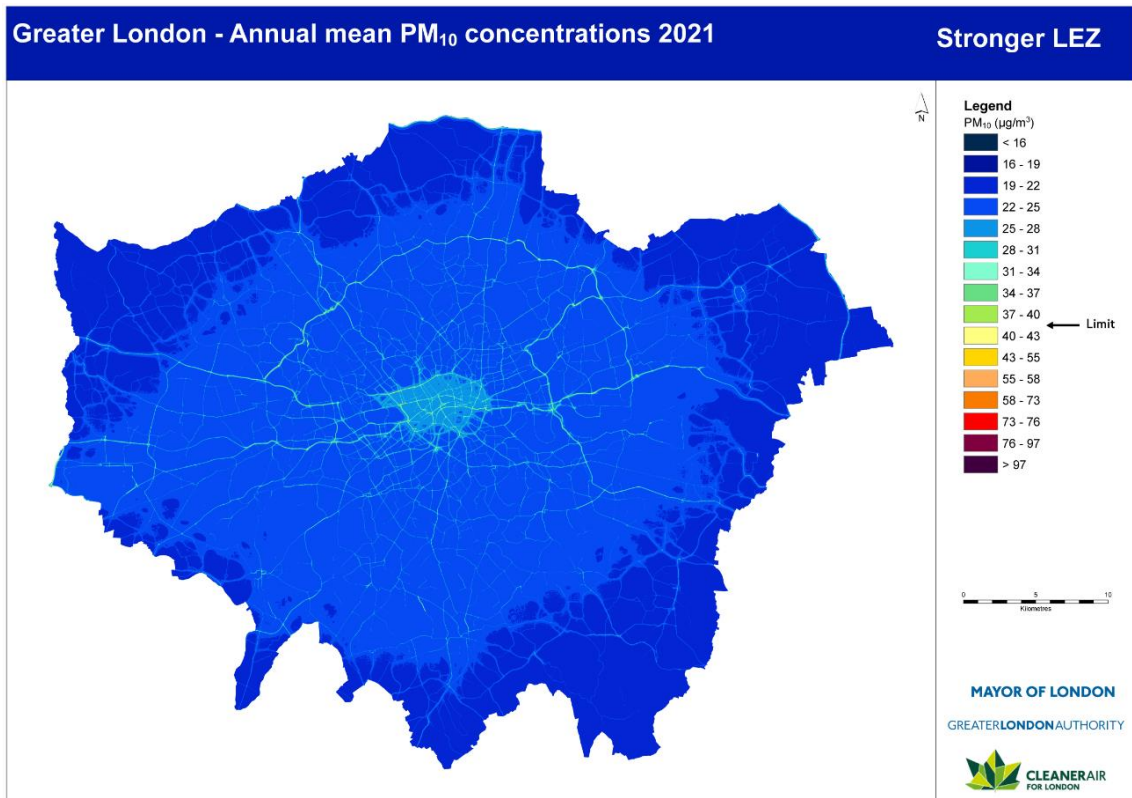 Greater London - Annual mean PM₁₀ concentrations 2021
Stronger LEZ
N
Legend
PM₁₀ (µg/m³)
< 16
16 - 19
19 - 22
22 - 25
25 - 28
28 - 31
31 - 34
34 - 37
37 - 40
Limit
40 - 43
43 - 55
55 - 58
58 - 73
73 - 76
76 - 97
> 97
0 5 10
Kilometres
MAYOR OF LONDON
GREATERLONDONAUTHORITY
CLEANERAIR
FOR LONDON